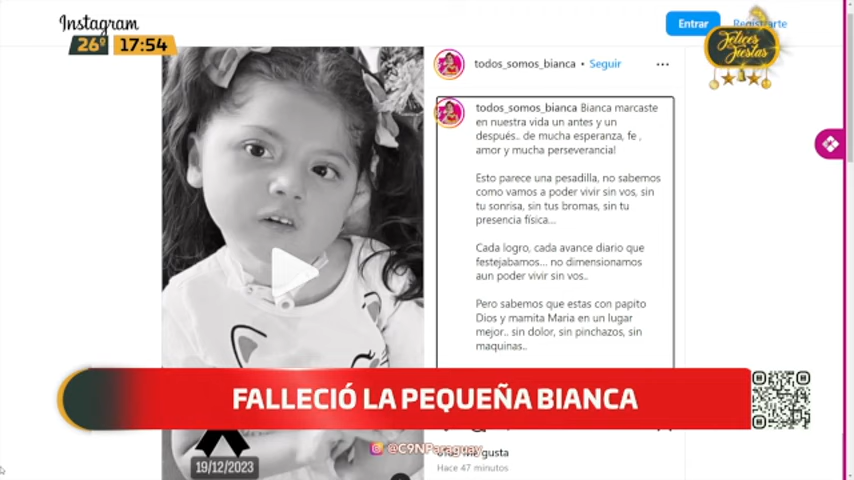 Instagram
Entrar
Registrarte
26º 17:54
Felices Fiestas
todos_somos_bianca • Seguir
todos_somos_bianca Bianca marcaste
en nuestra vida un antes y un
después.. de mucha esperanza, fe ,
amor y mucha perseverancia!
Esto parece una pesadilla, no sabemos
como vamos a poder vivir sin vos, sin
tu sonrisa, sin tus bromas, sin tu
presencia física...
Cada logro, cada avance diario que
festejabamos... no dimensionamos
aun poder vivir sin vos..
Pero sabemos que estas con papito
Dios y mamita Maria en un lugar
mejor.. sin dolor, sin pinchazos, sin
maquinas..
FALLECIÓ LA PEQUEÑA BIANCA
@C9NParaguay
gusta
19/12/2023
Hace 47 minutos